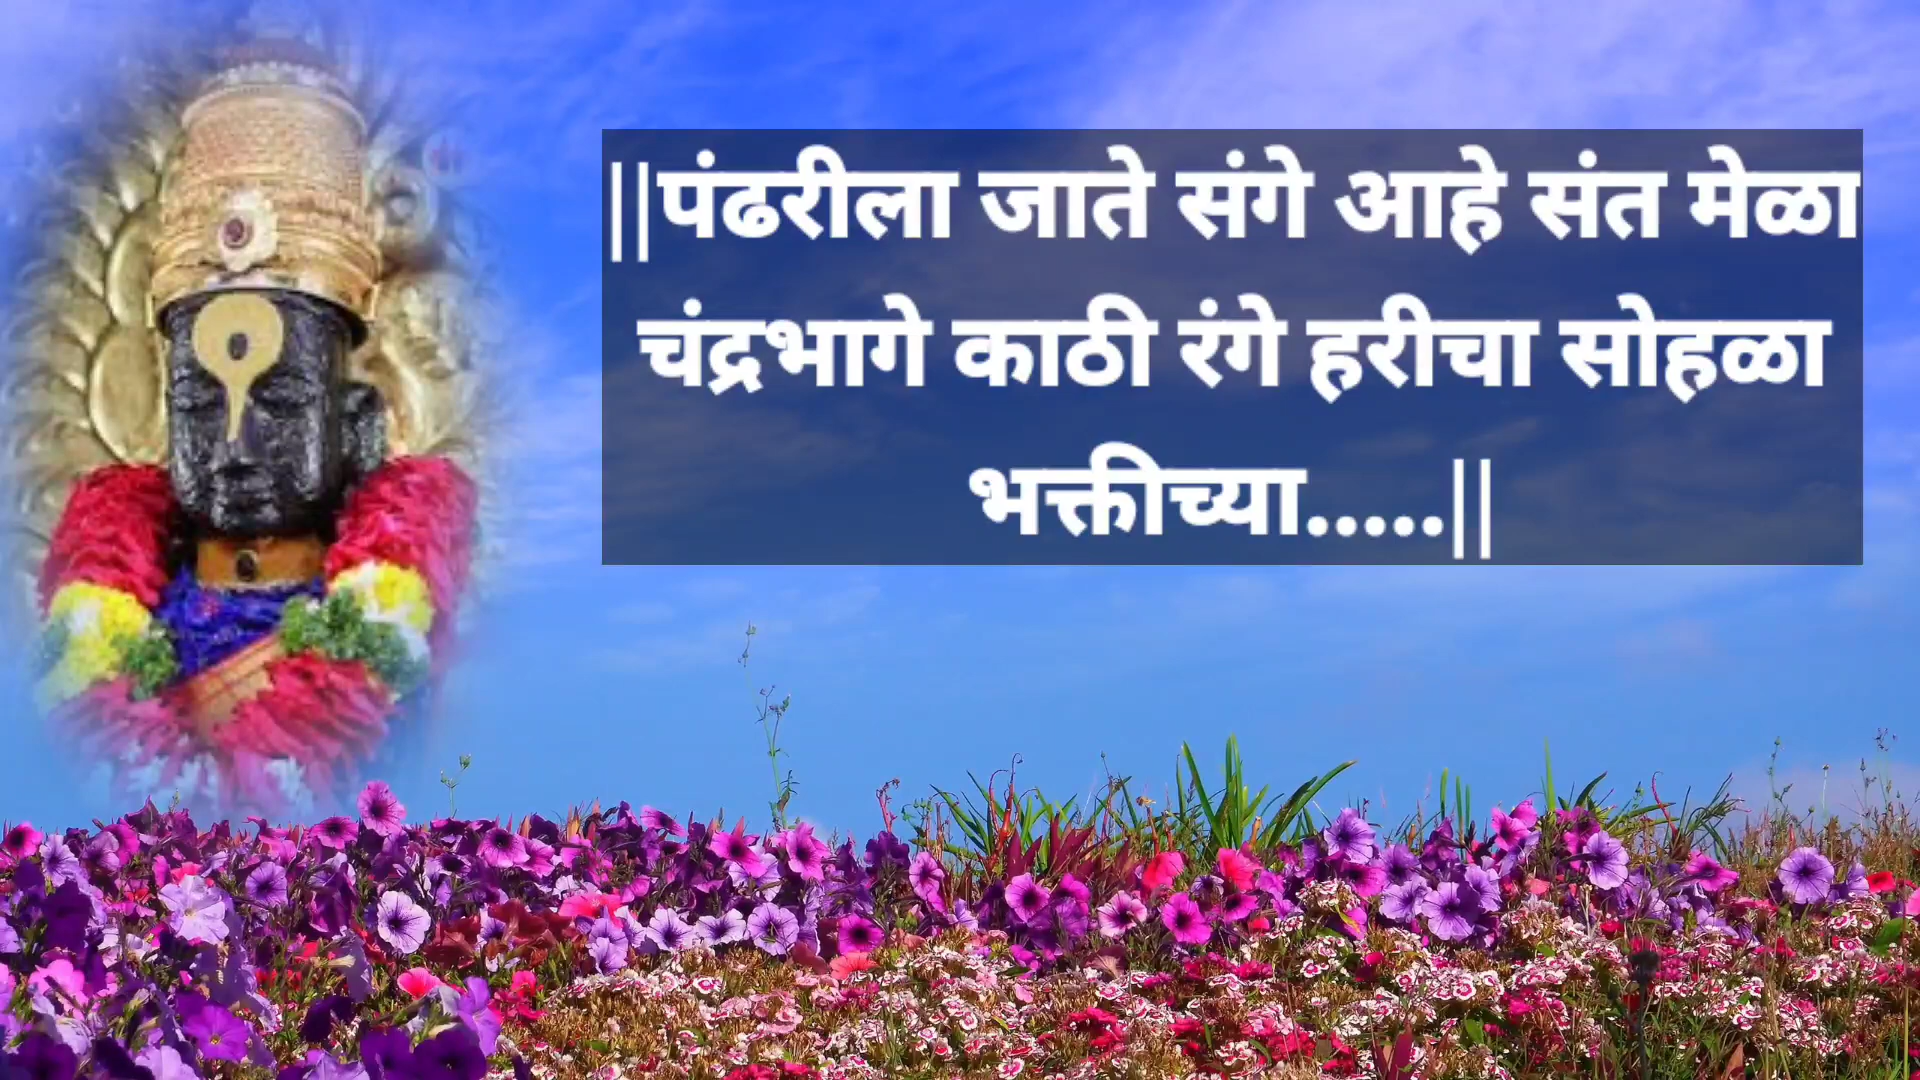 ||पंढरीला जाते संगे आहे संत मेळा
चंद्रभागे काठी रंगे हरीचा सोहळा
भक्तीच्या.....||